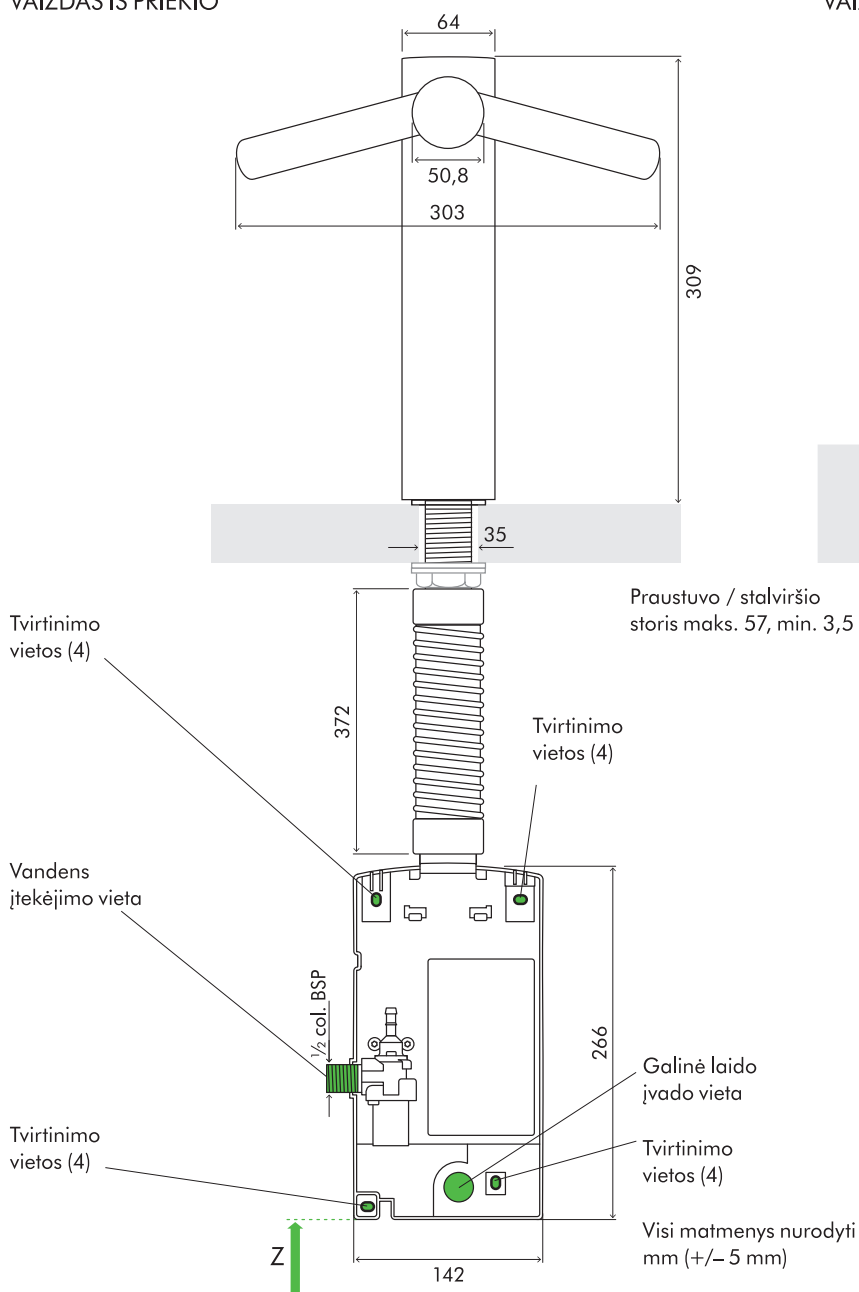 VAIZDAS IŠ PRIEKIO
64
50,8
303
309
35
Praustuvo / stalviršio
storis maks. 57, min. 3,5
Tvirtinimo
vietos (4)
372
Tvirtinimo
vietos (4)
Vandens
įtekėjimo vieta
½ col. BSP
266
Galinė laido
įvado vieta
Tvirtinimo
vietos (4)
Tvirtinimo
vietos (4)
Z
142
Visi matmenys nurodyti
mm (+/– 5 mm)